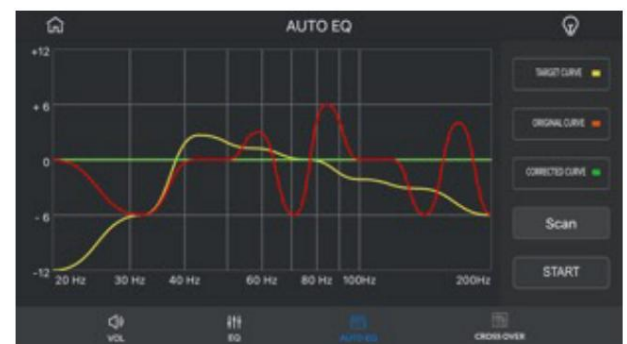 AUTO EQ
+12
+ 6
0
- 6
-12
20 Hz 30 Hz 40 Hz 60 Hz 80 Hz 100Hz 200Hz
TARGET CURVE
ORIGINAL CURVE
CORRECTED CURVE
Scan
START
VOL
EQ
AUTO-EQ
CROSS OVER